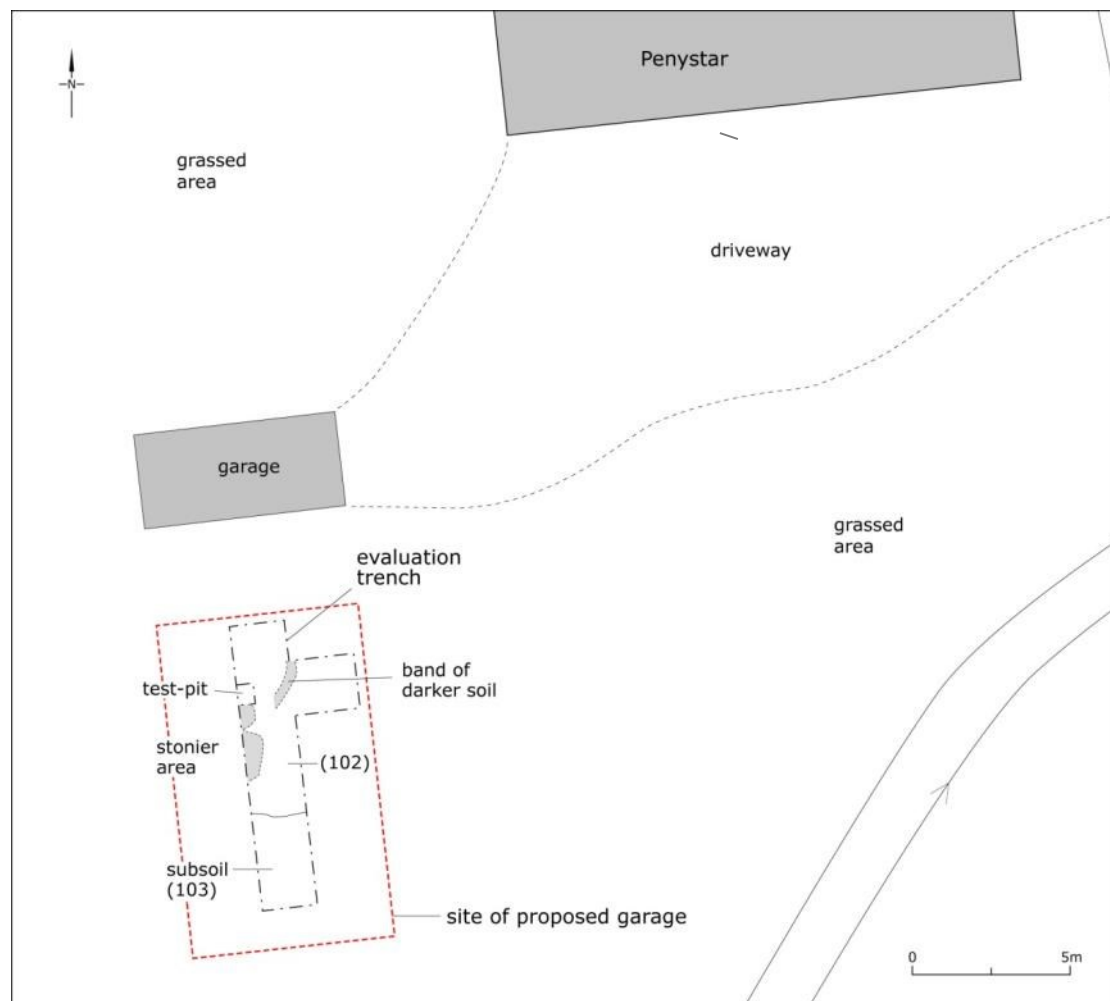 Penystar
N
grassed
area
driveway
garage
grassed
area
evaluation
trench
band of
darker soil
test-pit
stonier
area
(102)
subsoil
(103)
site of proposed garage
0
5m